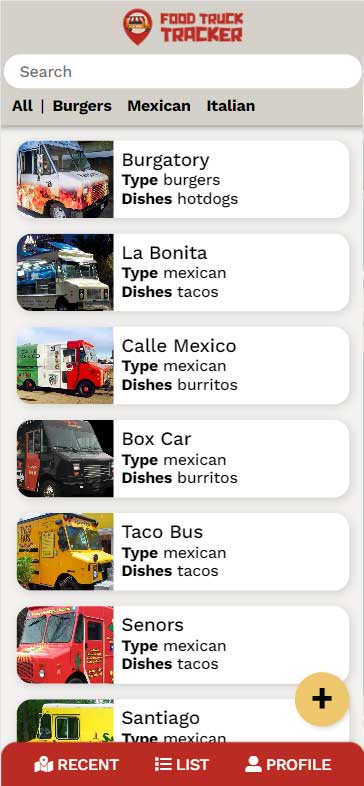 FOOD TRUCK
TRACKER
Search
All | Burgers Mexican Italian
Burgatory
Type burgers
Dishes hotdogs
La Bonita
Type mexican
Dishes tacos
Calle Mexico
Type mexican
Dishes burritos
Box Car
Type mexican
Dishes burritos
TACO
BUS
Taco Bus
Type mexican
Dishes tacos
Senors
Type mexican
Dishes tacos
+
Santiago
Type mexican
RECENT LIST PROFILE